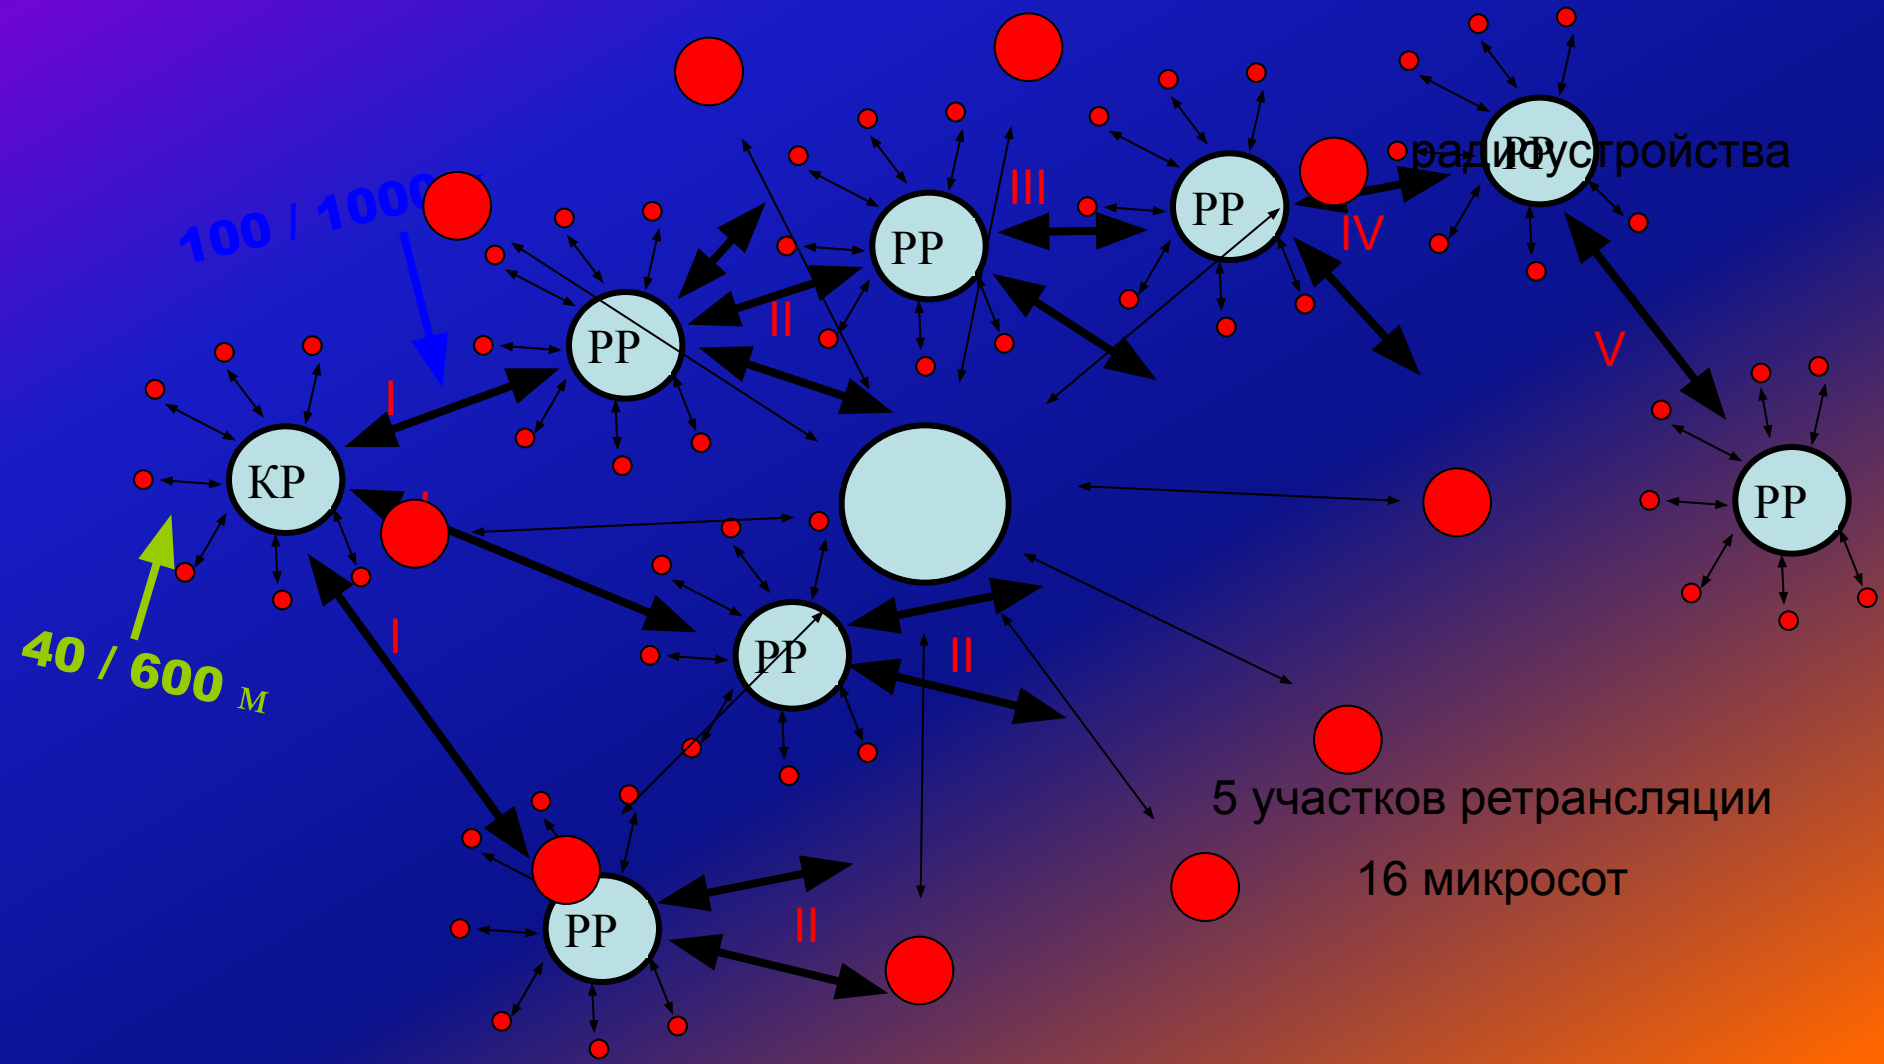 радиоустройства
РР
III
РР
100 / 1000
IV
РР
II
РР
V
I
КР
РР
I
40 / 600 м
РР
II
5 участков ретрансляции
16 микросот
РР
II